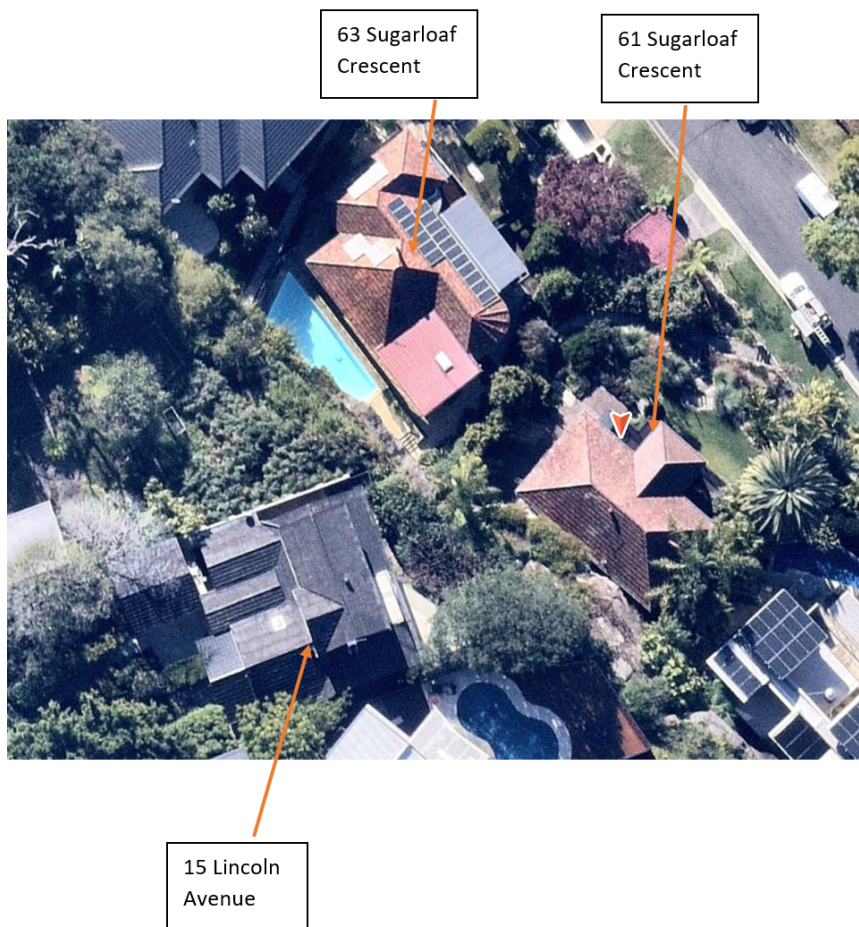 63 Sugarloaf
Crescent
61 Sugarloaf
Crescent
15 Lincoln
Avenue